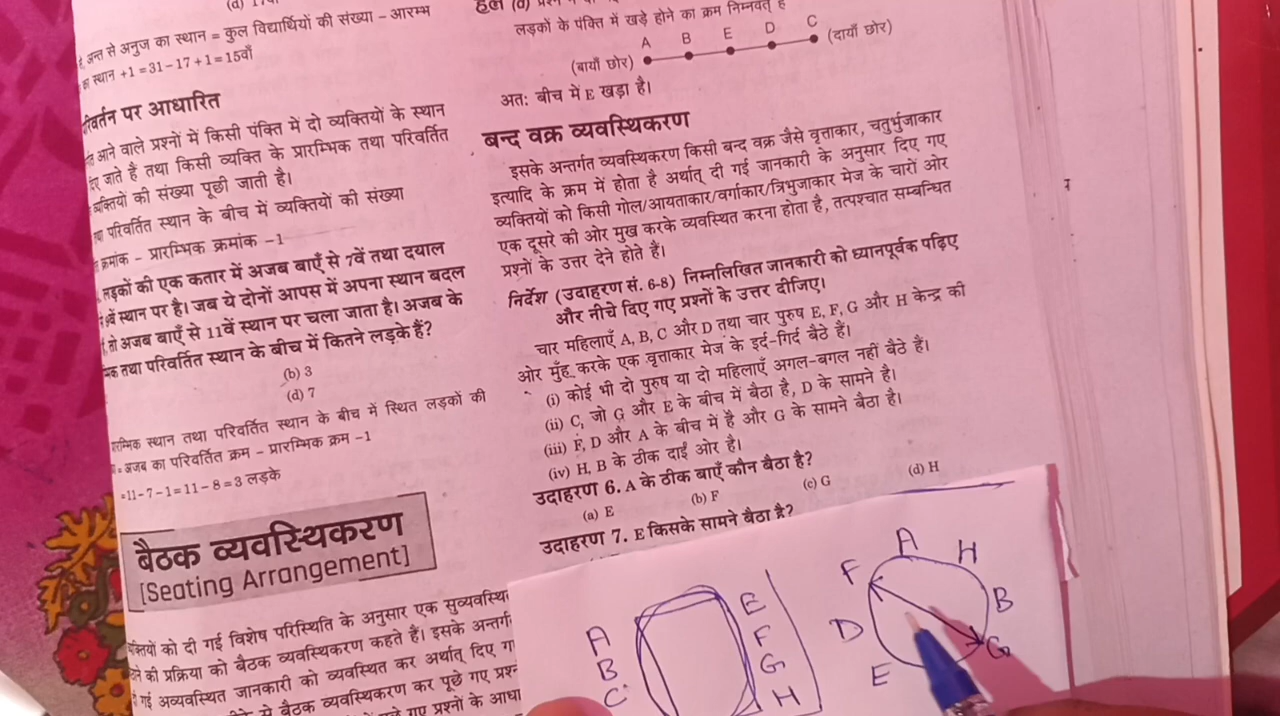 (d) 17वाँ
अन्त से अनुज का स्थान = कुल विद्यार्थियों की संख्या – आरम्भ
का स्थान +1 = 31 – 17 + 1 = 15वाँ
परिवर्तन पर आधारित
आने वाले प्रश्नों में किसी पंक्ति में दो व्यक्तियों के स्थान
दिए जाते हैं तथा किसी व्यक्ति के प्रारम्भिक तथा परिवर्तित
व्यक्तियों की संख्या पूछी जाती है।
तथा परिवर्तित स्थान के बीच में व्यक्तियों की संख्या
क्रमांक – प्रारम्भिक क्रमांक –1
लड़कों की एक कतार में अजब बाएँ से 7वें तथा दयाल
स्थान पर है। जब ये दोनों आपस में अपना स्थान बदल
तो अजब बाएँ से 11वें स्थान पर चला जाता है। अजब के
तथा परिवर्तित स्थान के बीच में कितने लड़के हैं?
(b) 3
(d) 7
प्रारम्भिक स्थान तथा परिवर्तित स्थान के बीच में स्थित लड़कों की
= अजब का परिवर्तित क्रम – प्रारम्भिक क्रम –1
=11 – 7 – 1 = 11 – 8 = 3 लड़के
बैठक व्यवस्थिकरण
[Seating Arrangement]
व्यक्तियों को दी गई विशेष परिस्थिति के अनुसार एक
की प्रक्रिया को बैठक व्यवस्थिकरण कहते हैं। इसके
गई अव्यवस्थित जानकारी को व्यवस्थित कर अर्थात् दिए
से बैठक व्यवस्थिकरण कर पूछे गए
गए प्रश्नों के
हल
लड़कों के पंक्ति में खड़े होने का क्रम निम्नवत् है
A B E D C
(बायाँ छोर) (दायाँ छोर)
अतः बीच में E खड़ा है।
बन्द वक्र व्यवस्थिकरण
इसके अन्तर्गत व्यवस्थिकरण किसी बन्द वक्र जैसे वृत्ताकार, चतुर्भुजाकार
इत्यादि के क्रम में होता है अर्थात् दी गई जानकारी के अनुसार दिए गए
व्यक्तियों को किसी गोल/आयताकार/वर्गाकार/त्रिभुजाकार मेज के चारों ओर
एक दूसरे की ओर मुख करके व्यवस्थित करना होता है, तत्पश्चात सम्बन्धित
प्रश्नों के उत्तर देने होते हैं।
निर्देश (उदाहरण सं. 6-8) निम्नलिखित जानकारी को ध्यानपूर्वक पढ़िए
और नीचे दिए गए प्रश्नों के उत्तर दीजिए।
चार महिलाएँ A, B, C और D तथा चार पुरुष E, F, G और H केन्द्र की
ओर मुँह करके एक वृत्ताकार मेज के इर्द-गिर्द बैठे हैं।
(i) कोई भी दो पुरुष या दो महिलाएँ अगल-बगल नहीं बैठे हैं।
(ii) C, जो G और E के बीच में बैठा है, D के सामने है।
(iii) F, D और A के बीच में है और G के सामने बैठा है।
(iv) H, B के ठीक दाईं ओर है।
उदाहरण 6. A के ठीक बाएँ कौन बैठा है?
(a) E (b) F (c) G (d) H
उदाहरण 7. E किसके सामने बैठा है?
A E
B F
C G
H
A H
F B
D G
E